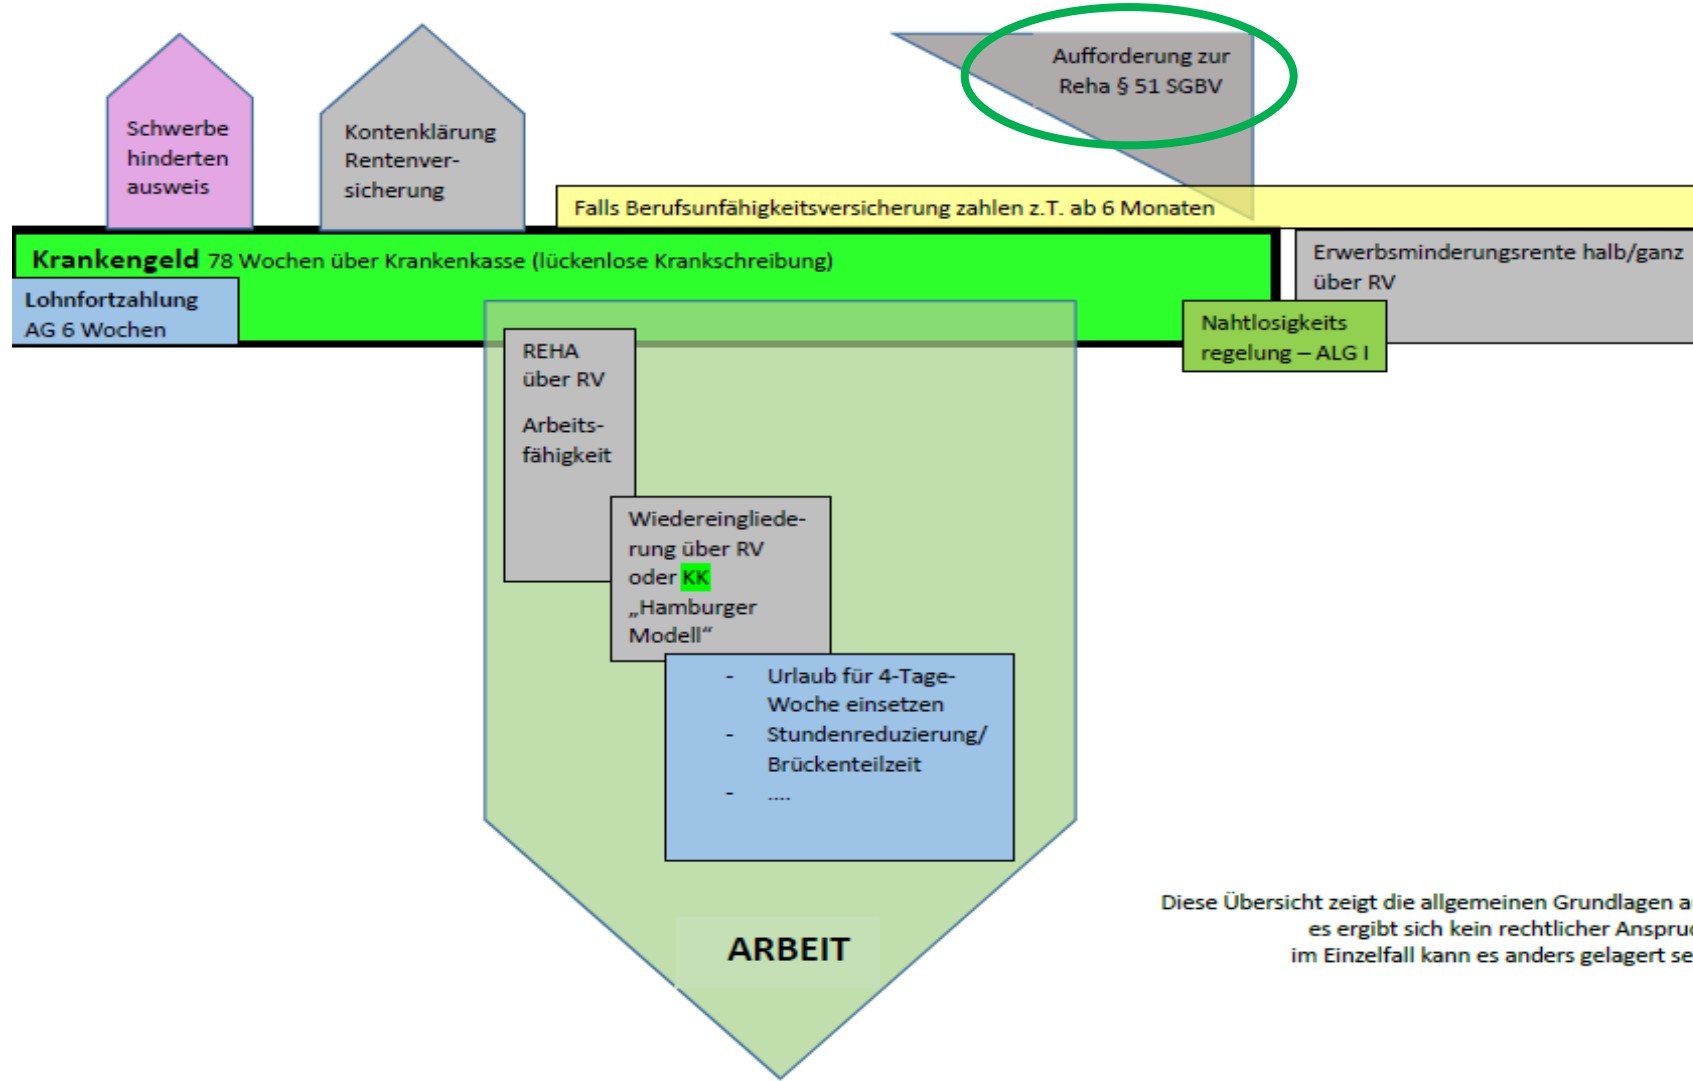 Aufforderung zur
Reha § 51 SGBV
Schwerbe
hinderten
ausweis
Kontenklärung
Rentenver-
sicherung
Falls Berufsunfähigkeitsversicherung zahlen z.T. ab 6 Monaten
Krankengeld 78 Wochen über Krankenkasse (lückenlose Krankschreibung)
Erwerbsminderungsrente halb/ganz
über RV
Lohnfortzahlung
AG 6 Wochen
Nahtlosigkeits
regelung – ALG I
REHA
über RV
Arbeits-
fähigkeit
Wiedereingliede-
rung über RV
oder KK
„Hamburger
Modell“
- Urlaub für 4-Tage-
Woche einsetzen
- Stundenreduzierung/
Brückenteilzeit
- ....
ARBEIT
Diese Übersicht zeigt die allgemeinen Grundlagen
es ergibt sich kein rechtlicher
im Einzelfall kann es anders gelagert